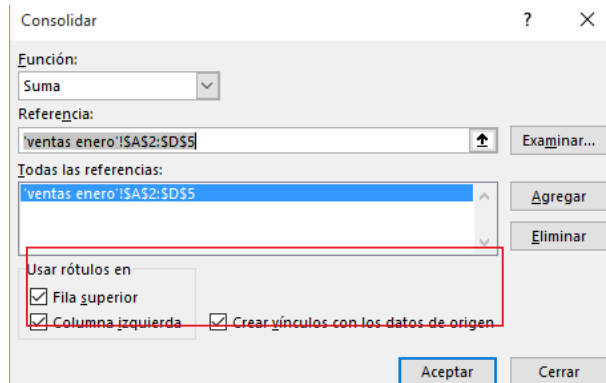 Consolidar ? ×
Función:
Suma
Referencia:
'ventas enero'!$A$2:$D$5
Examinar...
Todas las referencias:
'ventas enero'!$A$2:$D$5
Agregar
Eliminar
Usar rótulos en
Fila superior
Columna izquierda Crear vínculos con los datos de origen
Aceptar Cerrar